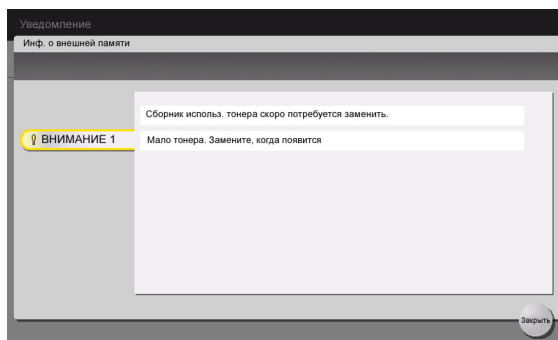 Уведомление
Инф. о внешней памяти
Сборник использ. тонера скоро потребуется заменить.
ВНИМАНИЕ 1
Мало тонера. Замените, когда появится
Закрыть